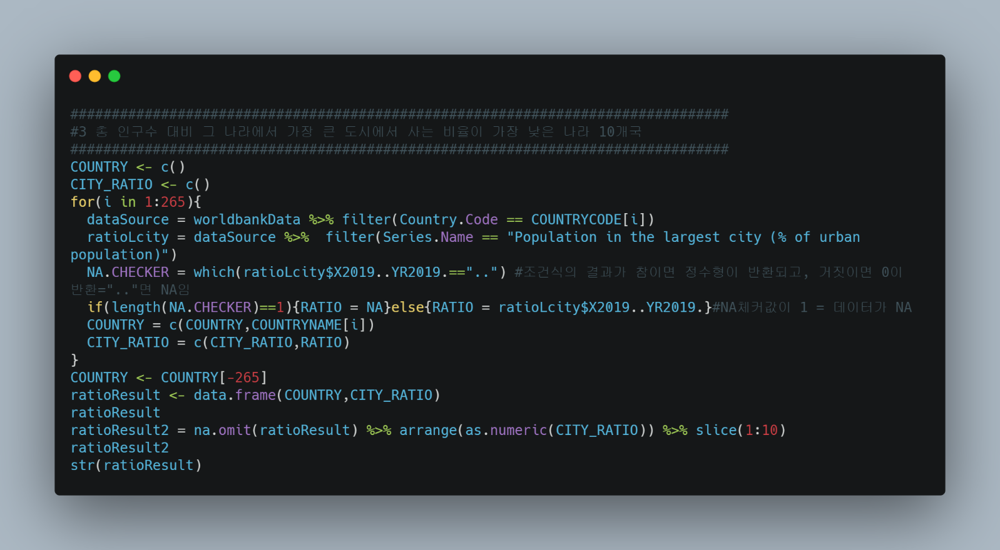 ################################################################################
#3 총 인구수 대비 그 나라에서 가장 큰 도시에서 사는 비율이 가장 낮은 나라 10개국
################################################################################
COUNTRY <- c()
CITY_RATIO <- c()
for(i in 1:265){
  dataSource = worldbankData %>% filter(Country.Code == COUNTRYCODE[i])
  ratioLcity = dataSource %>%  filter(Series.Name == "Population in the largest city (% of urban
population)")
  NA.CHECKER = which(ratioLcity$X2019..YR2019.=="..") #조건식의 결과가 참이면 정수형이 반환되고, 거짓이면 0이
반환=".."면 NA임
  if(length(NA.CHECKER)==1){RATIO = NA}else{RATIO = ratioLcity$X2019..YR2019.}#NA체커값이 1 = 데이터가 NA
  COUNTRY = c(COUNTRY,COUNTRYNAME[i])
  CITY_RATIO = c(CITY_RATIO,RATIO)
}
COUNTRY <- COUNTRY[-265]
ratioResult <- data.frame(COUNTRY,CITY_RATIO)
ratioResult
ratioResult2 = na.omit(ratioResult) %>% arrange(as.numeric(CITY_RATIO)) %>% slice(1:10)
ratioResult2
str(ratioResult)